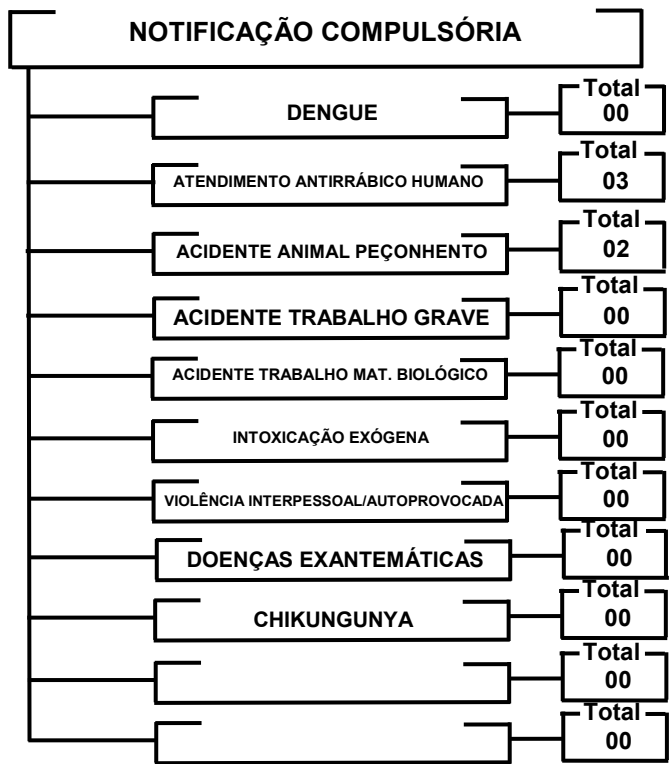 NOTIFICAÇÃO COMPULSÓRIA
Total
DENGUE 00
Total
ATENDIMENTO ANTIRRÁBICO HUMANO 03
Total
ACIDENTE ANIMAL PEÇONHENTO 02
Total
ACIDENTE TRABALHO GRAVE 00
Total
ACIDENTE TRABALHO MAT. BIOLÓGICO 00
Total
INTOXICAÇÃO EXÓGENA 00
Total
VIOLÊNCIA INTERPESSOAL/AUTOPROVOCADA 00
Total
DOENÇAS EXANTEMÁTICAS 00
Total
CHIKUNGUNYA 00
Total
00
Total
00